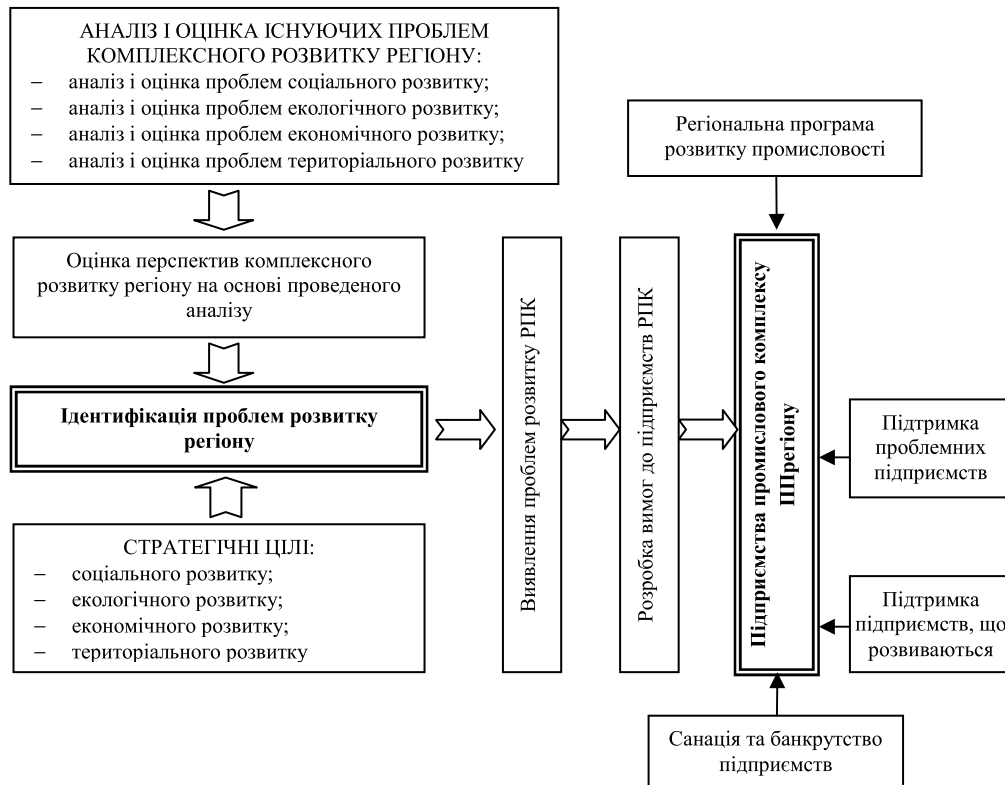 АНАЛІЗ І ОЦІНКА ІСНУЮЧИХ ПРОБЛЕМ
КОМПЛЕКСНОГО РОЗВИТКУ РЕГІОНУ:
– аналіз і оцінка проблем соціального розвитку;
– аналіз і оцінка проблем екологічного розвитку;
– аналіз і оцінка проблем економічного розвитку;
– аналіз і оцінка проблем територіального розвитку
Оцінка перспектив комплексного
розвитку регіону на основі проведеного
аналізу
Ідентифікація проблем розвитку
регіону
СТРАТЕГІЧНІ ЦІЛІ:
– соціального розвитку;
– екологічного розвитку;
– економічного розвитку;
– територіального розвитку
Виявлення проблем розвитку РПК
Розробка вимог до підприємств РПК
Регіональна програма
розвитку промисловості
Підприємства промислового комплексу
ППрегіону
Підтримка
проблемних
підприємств
Підтримка
підприємств, що
розвиваються
Санація та банкрутство
підприємств